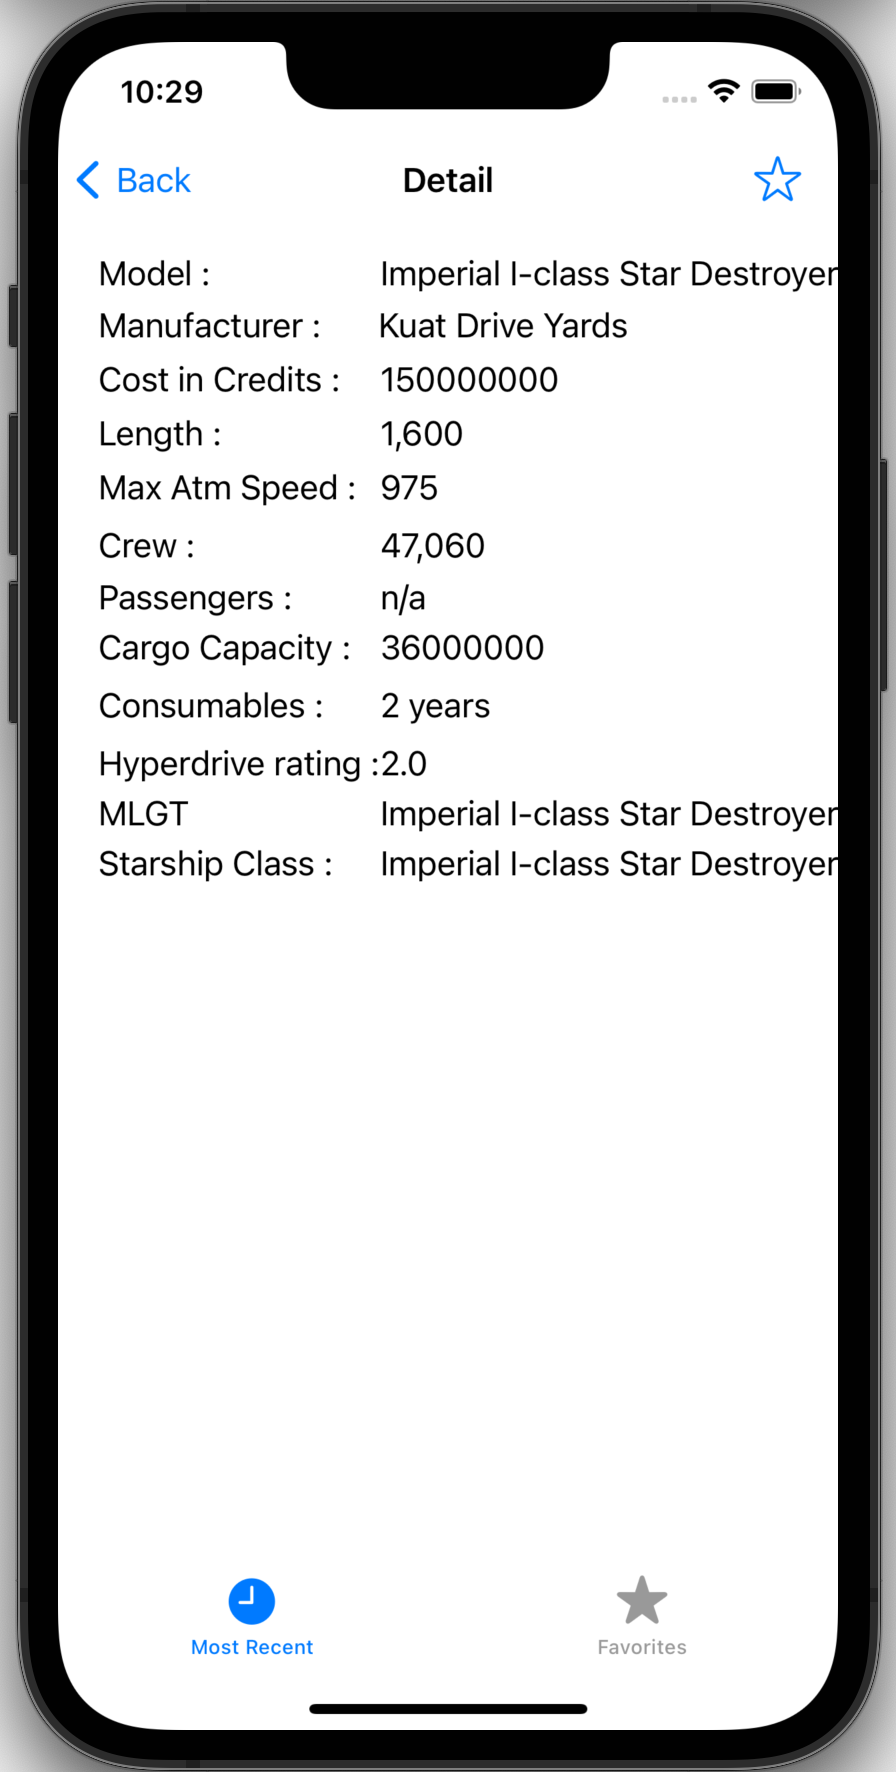 10:29
Back Detail
Model : Imperial I-class Star Destroyer
Manufacturer : Kuat Drive Yards
Cost in Credits : 150000000
Length : 1,600
Max Atm Speed : 975
Crew : 47,060
Passengers : n/a
Cargo Capacity : 36000000
Consumables : 2 years
Hyperdrive rating :2.0
MLGT Imperial I-class Star Destroyer
Starship Class : Imperial I-class Star Destroyer
Most Recent Favorites